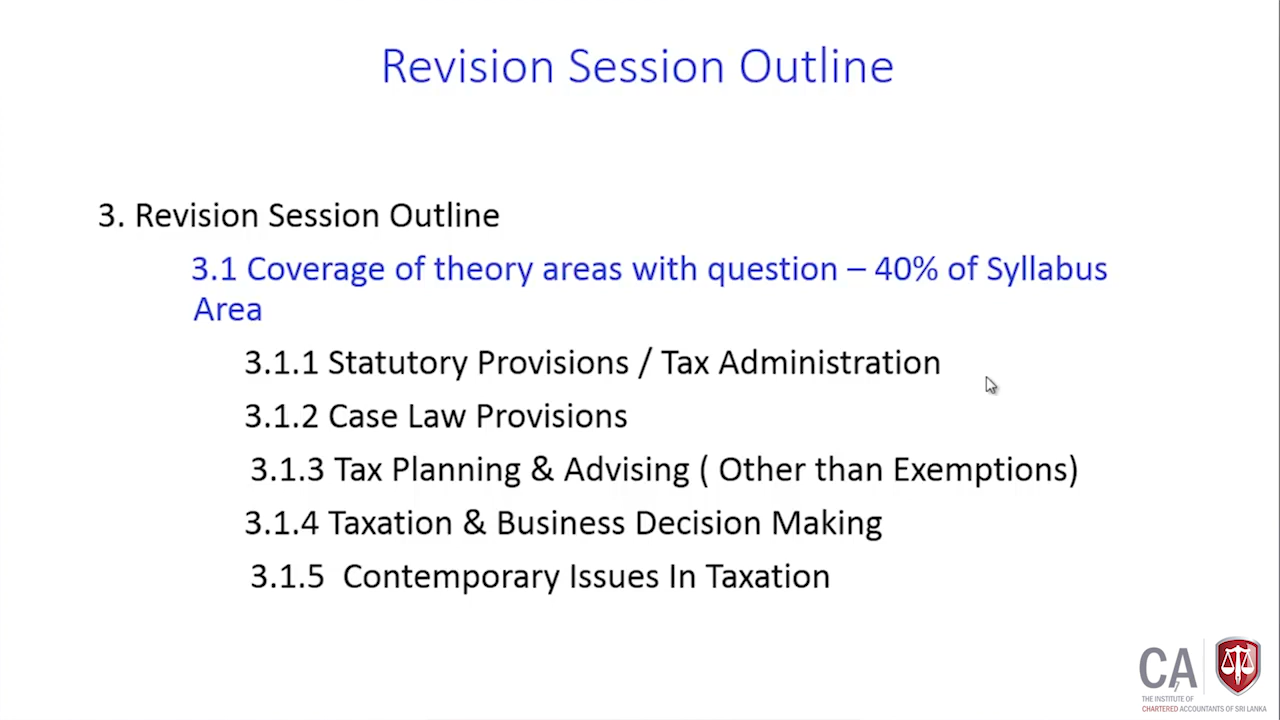 Revision Session Outline
3. Revision Session Outline
3.1 Coverage of theory areas with question – 40% of Syllabus
Area
3.1.1 Statutory Provisions / Tax Administration
3.1.2 Case Law Provisions
3.1.3 Tax Planning & Advising ( Other than Exemptions)
3.1.4 Taxation & Business Decision Making
3.1.5 Contemporary Issues In Taxation
CA
THE INSTITUTE OF
CHARTERED ACCOUNTANTS OF SRI LANKA